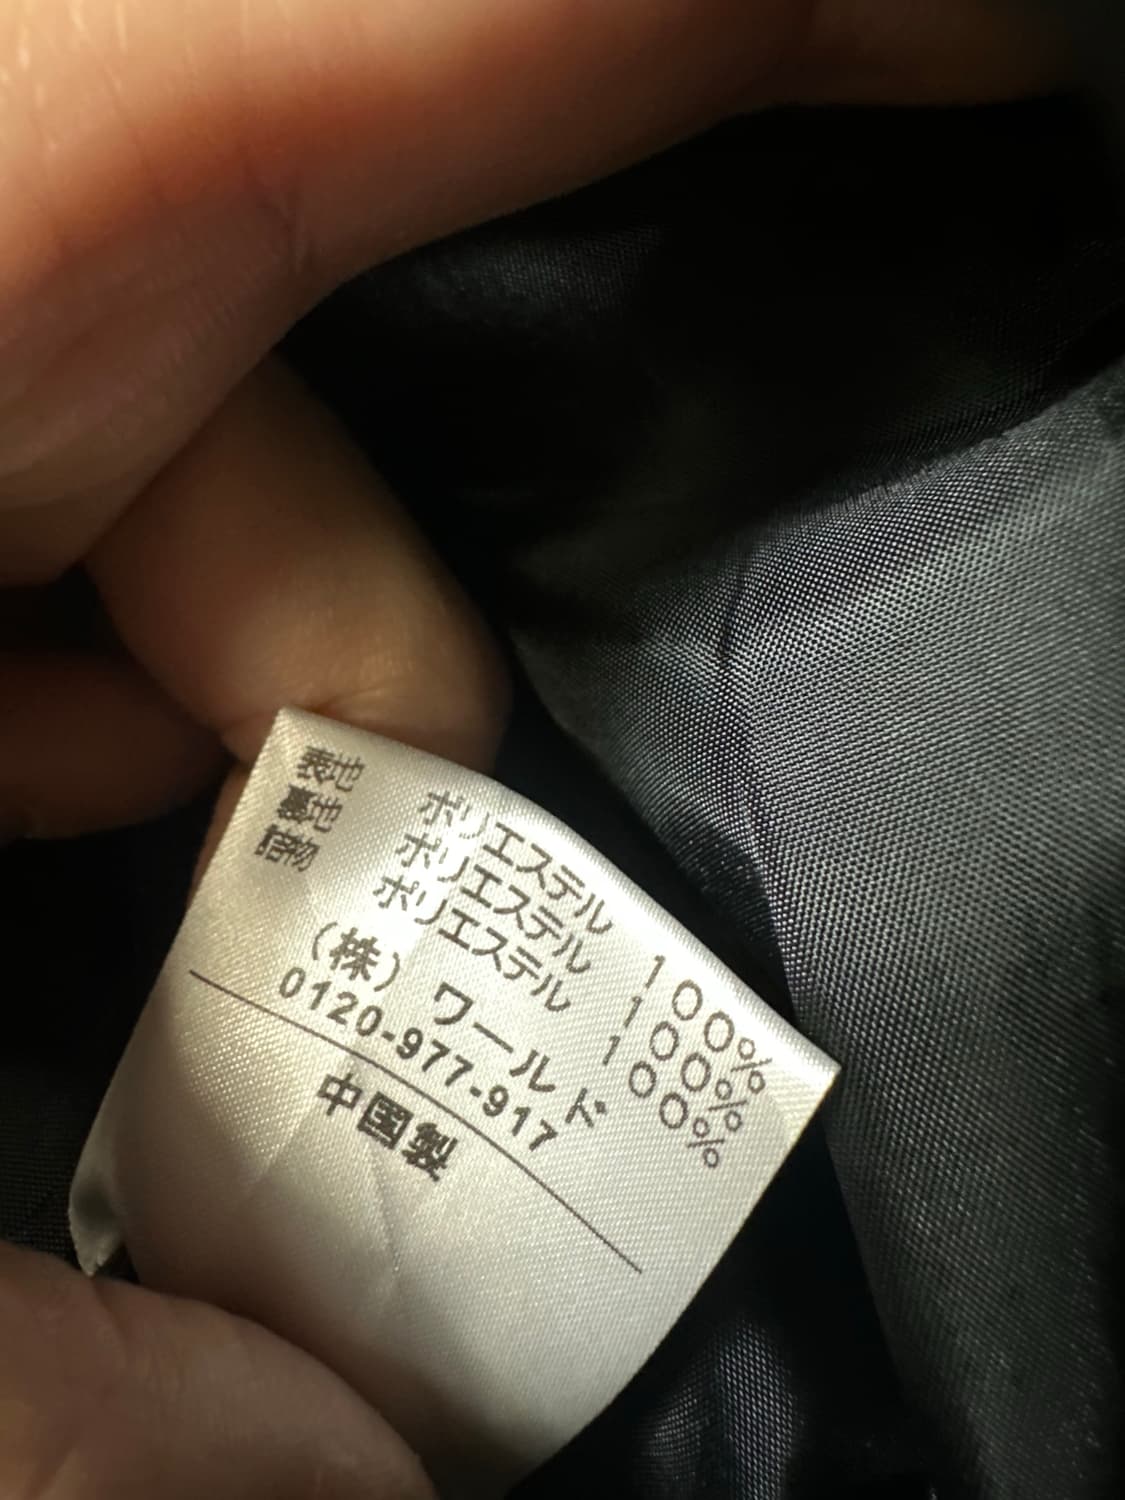 表地 ポリエステル 100%
裏地 ポリエステル 100%
詰物 ポリエステル 100%
(株) ワールド
0120-977-917
中国製